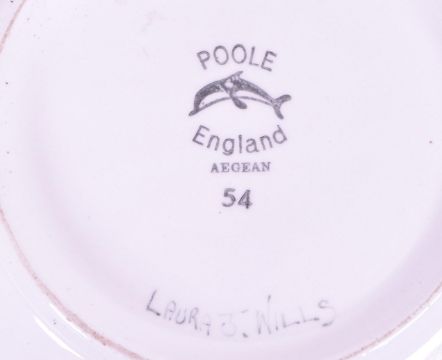 POOLE
England
AEGEAN
54
LAURA J. WILLS